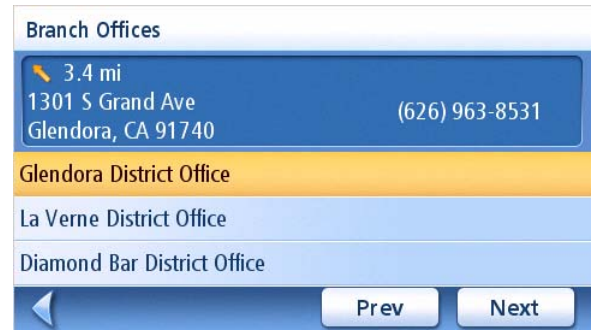 Branch Offices
3.4 mi
1301 S Grand Ave
(626) 963-8531
Glendora, CA 91740
Glendora District Office
La Verne District Office
Diamond Bar District Office
Prev
Next